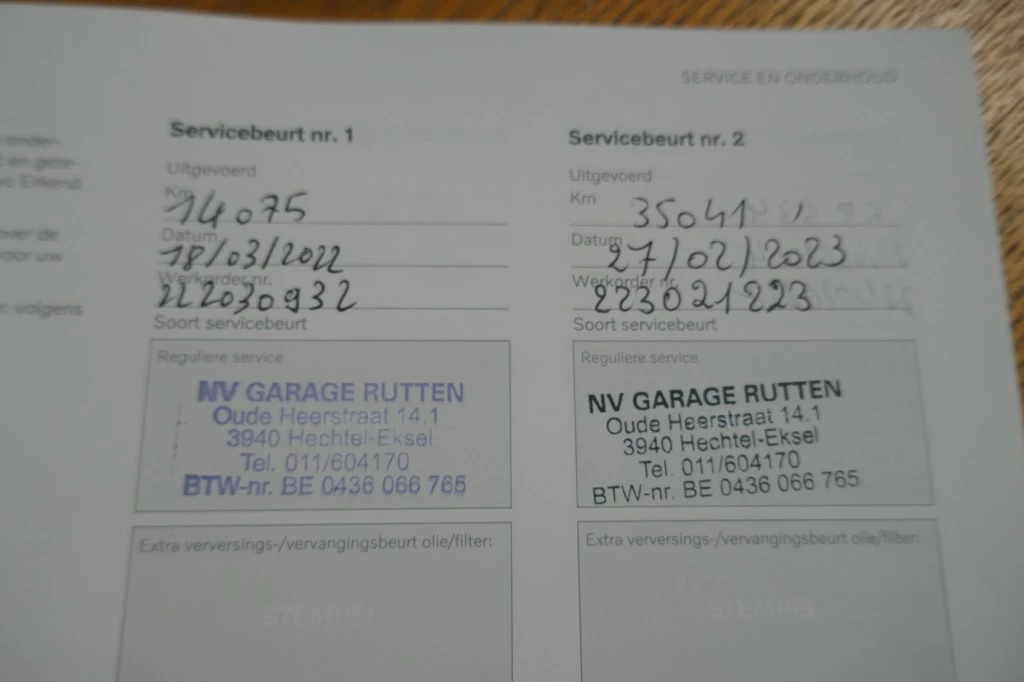 SERVICE EN ONDERHOUD
Servicebeurt nr. 1
Uitgevoerd
Km 14075
Datum 18/03/2022
Werkorder nr. 222030932
Soort servicebeurt
Reguliere service
NV GARAGE RUTTEN
Oude Heerstraat 14.1
3940 Hechtel-Eksel
Tel. 011/604170
BTW-nr. BE 0436 066 765
Extra verversings-/vervangingsbeurt olie/filter:
STEMPEL
Servicebeurt nr. 2
Uitgevoerd
Km 35041
Datum 27/02/2023
Werkorder nr. 223021223
Soort servicebeurt
Reguliere service
NV GARAGE RUTTEN
Oude Heerstraat 14.1
3940 Hechtel-Eksel
Tel. 011/604170
BTW-nr. BE 0436 066 765
Extra verversings-/vervangingsbeurt olie/filter:
STEMPEL